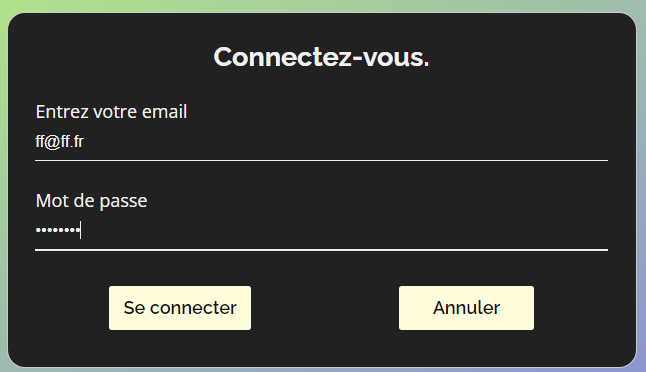 Connectez-vous.
Entrez votre email
ff@ff.fr
Mot de passe
••••••••
Se connecter
Annuler